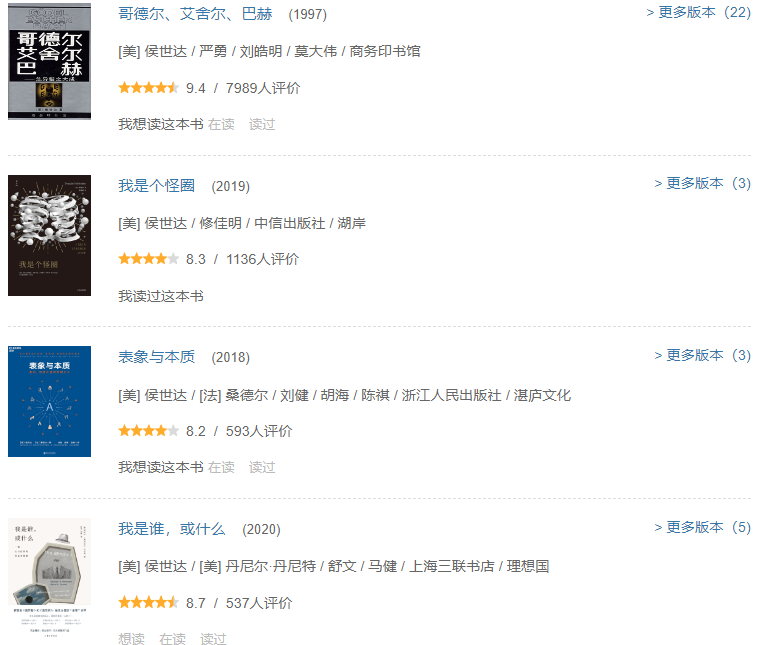 哥德尔、艾舍尔、巴赫 (1997)
> 更多版本（22）
[美] 侯世达 / 严勇 / 刘皓明 / 莫大伟 / 商务印书馆
9.4 / 7989人评价
我想读这本书 在读 读过
哥德尔
艾舍尔
巴赫
我是个怪圈 (2019)
> 更多版本（3）
[美] 侯世达 / 修佳明 / 中信出版社 / 湖岸
8.3 / 1136人评价
我读过这本书
我是个怪圈
表象与本质 (2018)
> 更多版本（3）
[美] 侯世达 / [法] 桑德尔 / 刘健 / 胡海 / 陈祺 / 浙江人民出版社 / 湛庐文化
8.2 / 593人评价
我想读这本书 在读 读过
表象与本质
A
我是谁，或什么 (2020)
> 更多版本（5）
[美] 侯世达 / [美] 丹尼尔·丹尼特 / 舒文 / 马健 / 上海三联书店 / 理想国
8.7 / 537人评价
想读 在读 读过
我是谁，
或什么